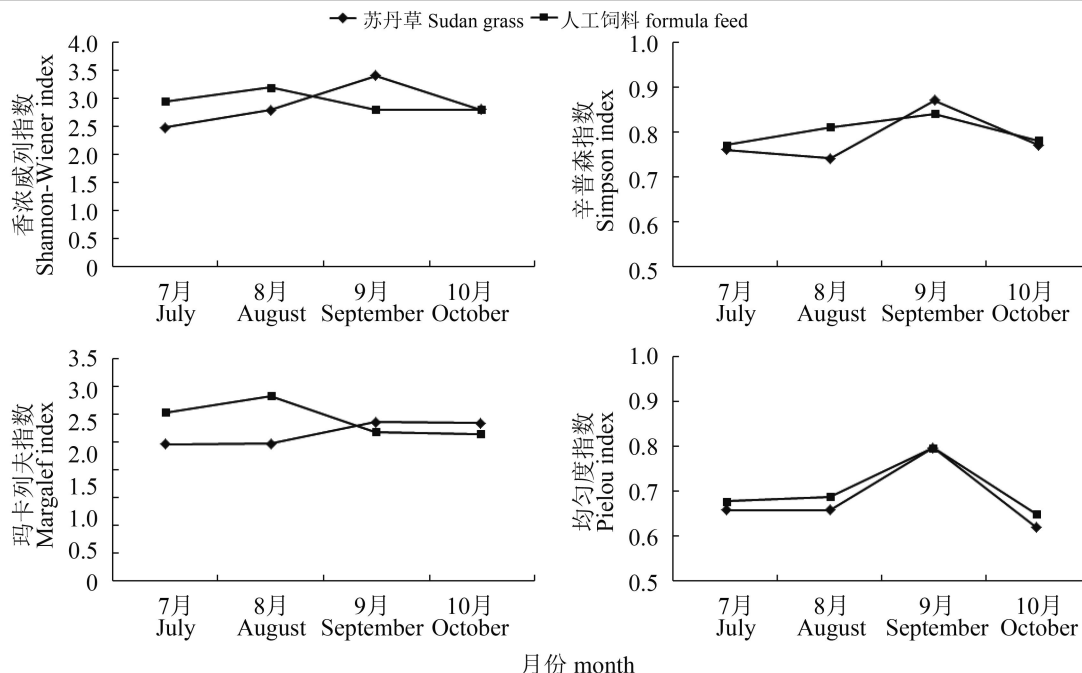 苏丹草 Sudan grass 人工饲料 formula feed
香浓威列指数
Shannon-Wiener index
4.0
3.5
3.0
2.5
2.0
1.5
1.0
0.5
0
7月 8月 9月 10月
July August September October
辛普森指数
Simpson index
1.0
0.9
0.8
0.7
0.6
0.5
7月 8月 9月 10月
July August September October
玛卡列夫指数
Margalef index
3.5
3.0
2.5
2.0
1.5
1.0
0.5
0
7月 8月 9月 10月
July August September October
均匀度指数
Pielou index
1.0
0.9
0.8
0.7
0.6
0.5
7月 8月 9月 10月
July August September October
月份 month